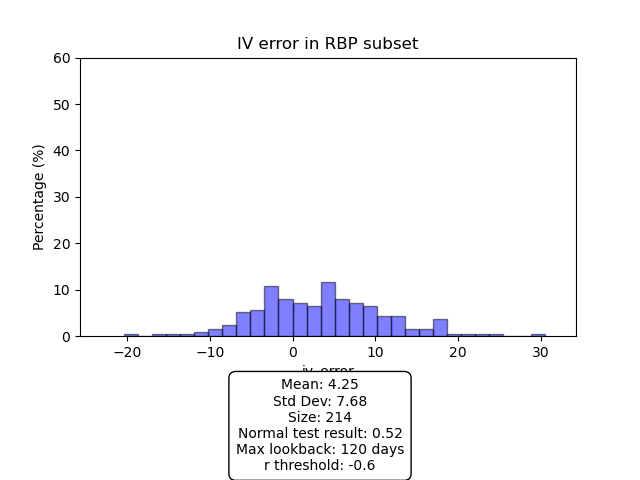 IV error in RBP subset
Percentage (%)
60
50
40
30
20
10
0
−20
−10
0
10
20
30
iv_error
Mean: 4.25
Std Dev: 7.68
Size: 214
Normal test result: 0.52
Max lookback: 120 days
r threshold: -0.6